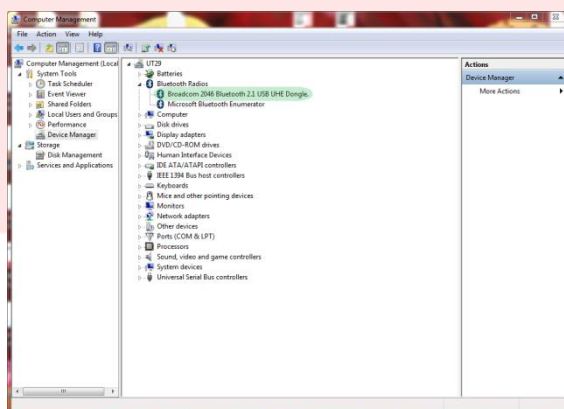 Computer Management
File Action View Help
Computer Management (Local
System Tools
Task Scheduler
Event Viewer
Shared Folders
Local Users and Groups
Performance
Device Manager
Storage
Disk Management
Services and Applications
UT29
Batteries
Bluetooth Radios
Broadcom 2046 Bluetooth 2.1 USB UHE Dongle.
Microsoft Bluetooth Enumerator
Computer
Disk drives
Display adapters
DVD/CD-ROM drives
Human Interface Devices
IDE ATA/ATAPI controllers
IEEE 1394 Bus host controllers
Keyboards
Mice and other pointing devices
Monitors
Network adapters
Other devices
Ports (COM & LPT)
Processors
Sound, video and game controllers
System devices
Universal Serial Bus controllers
Actions
Device Manager
More Actions